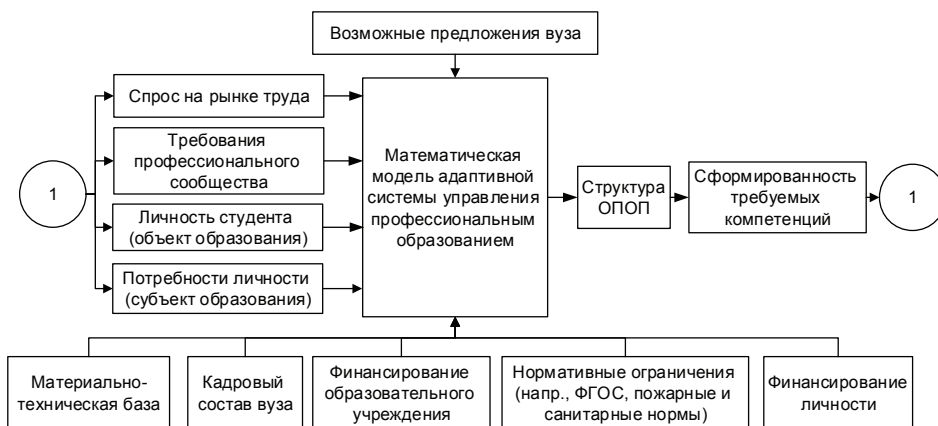 Возможные предложения вуза
Спрос на рынке труда
Требования
профессионального
сообщества
1
Личность студента
(объект образования)
Потребности личности
(субъект образования)
Математическая
модель адаптивной
системы управления
профессиональным
образованием
Структура
ОПОП
Сформированность
требуемых
компетенций
1
Материально-
техническая база
Кадровый
состав вуза
Финансирование
образовательного
учреждения
Нормативные ограничения
(напр., ФГОС, пожарные и
санитарные нормы)
Финансирование
личности